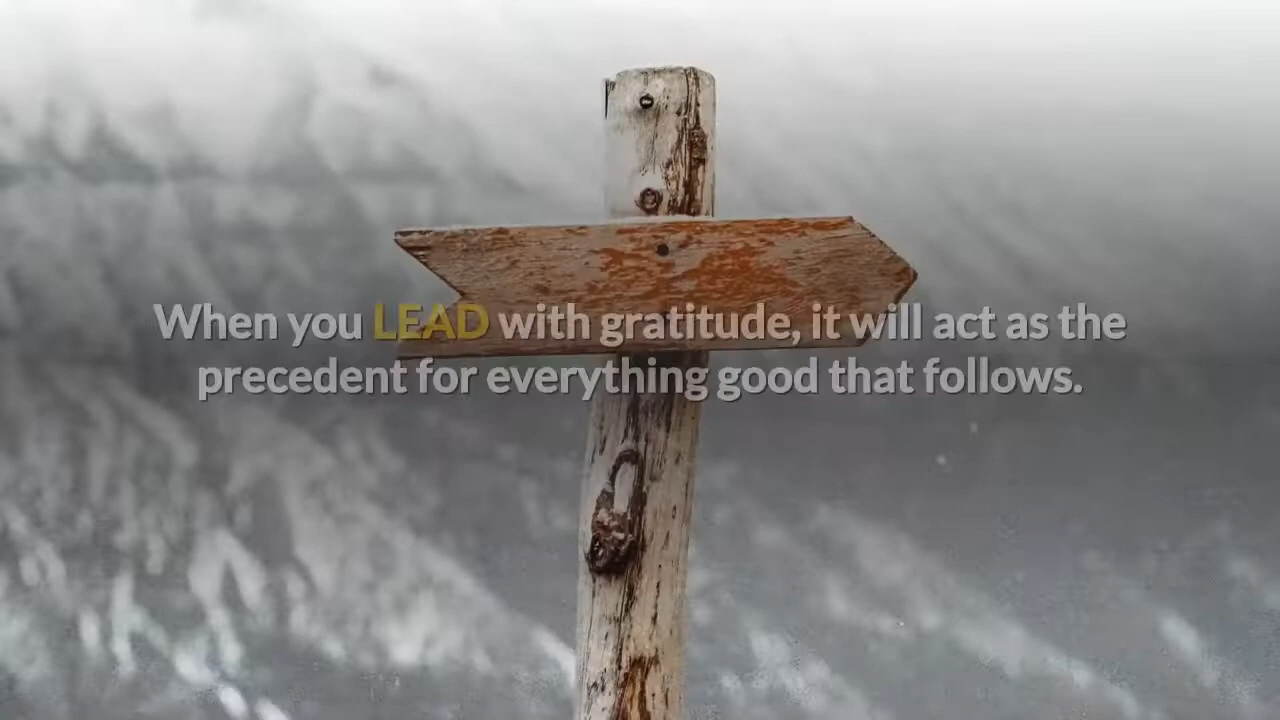 When you LEAD with gratitude, it will act as the
precedent for everything good that follows.